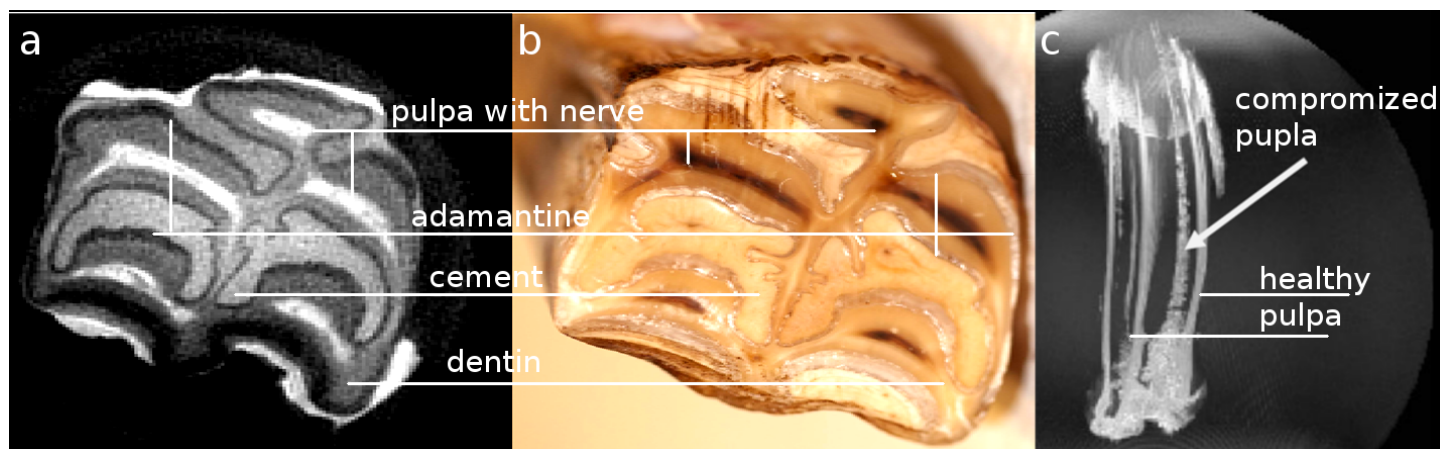 a
b
c
pulpa with nerve
adamantine
cement
dentin
compromized
pupla
healthy
pulpa